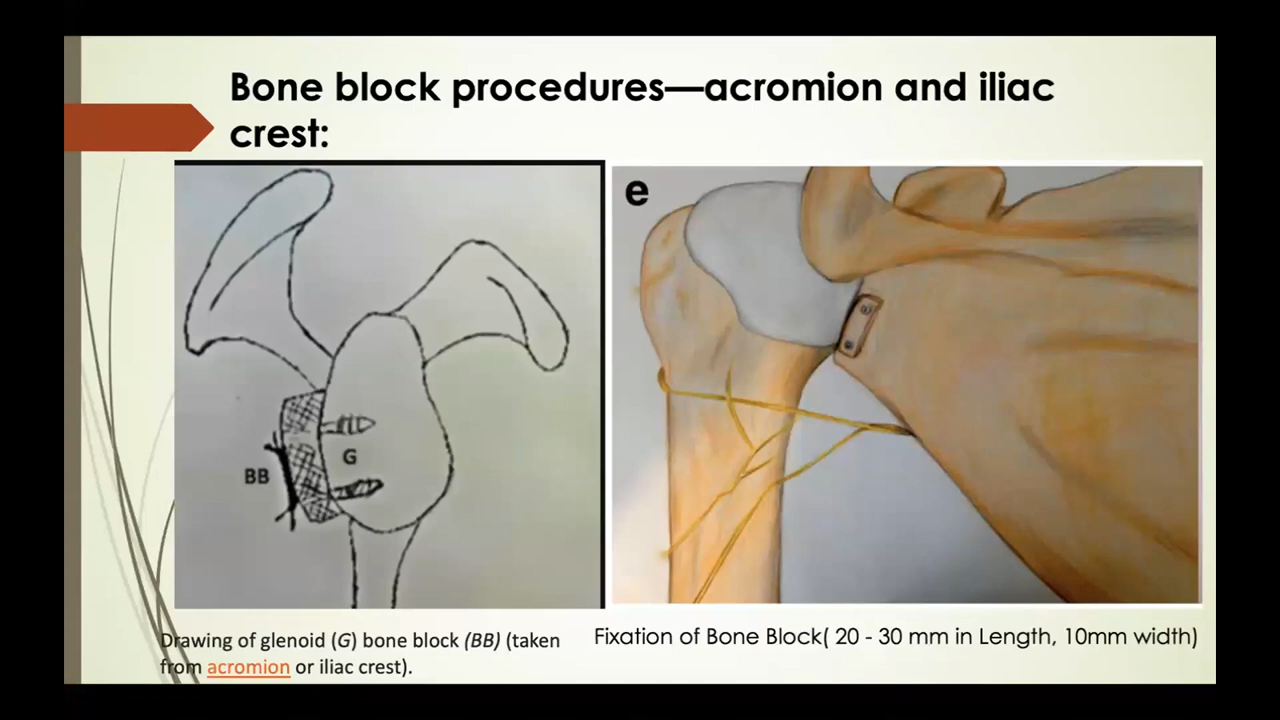 Bone block procedures—acromion and iliac
crest:
e
BB
G
Drawing of glenoid (G) bone block (BB) (taken
from acromion or iliac crest).
Fixation of Bone Block( 20 - 30 mm in Length, 10mm width)